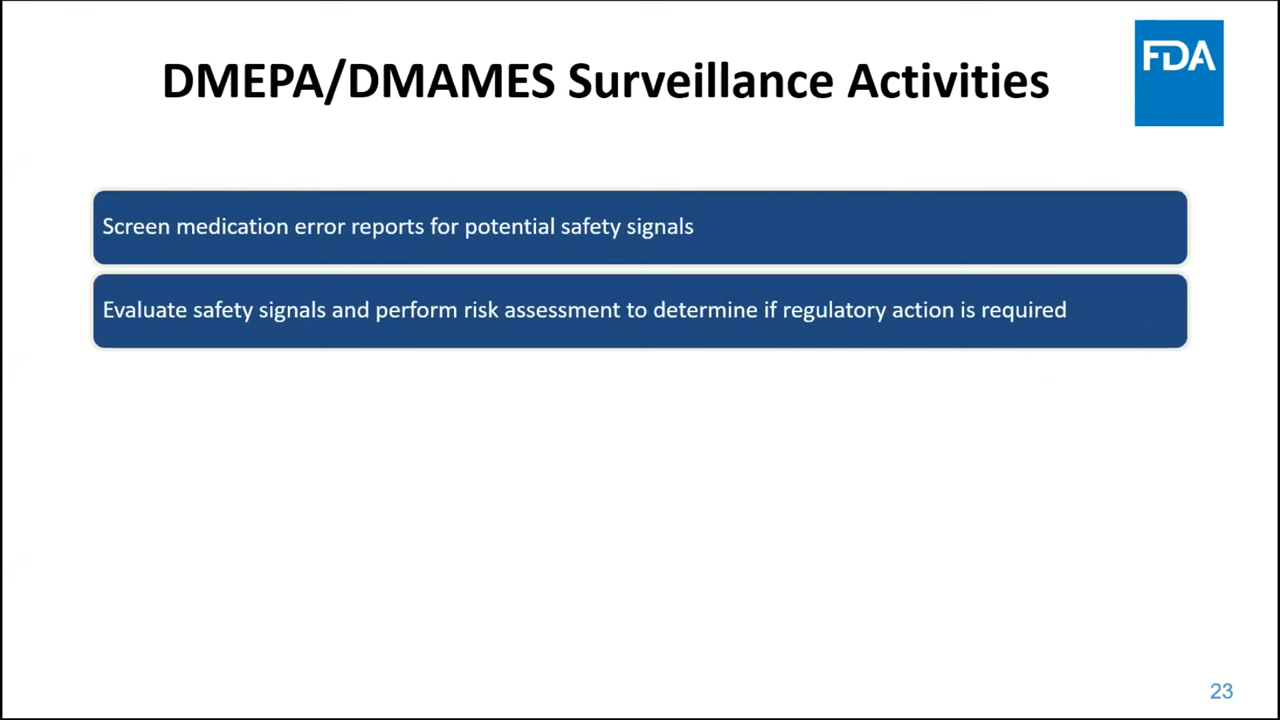 DMEPA/DMAMES Surveillance Activities
FDA
Screen medication error reports for potential safety signals
Evaluate safety signals and perform risk assessment to determine if regulatory action is required
23